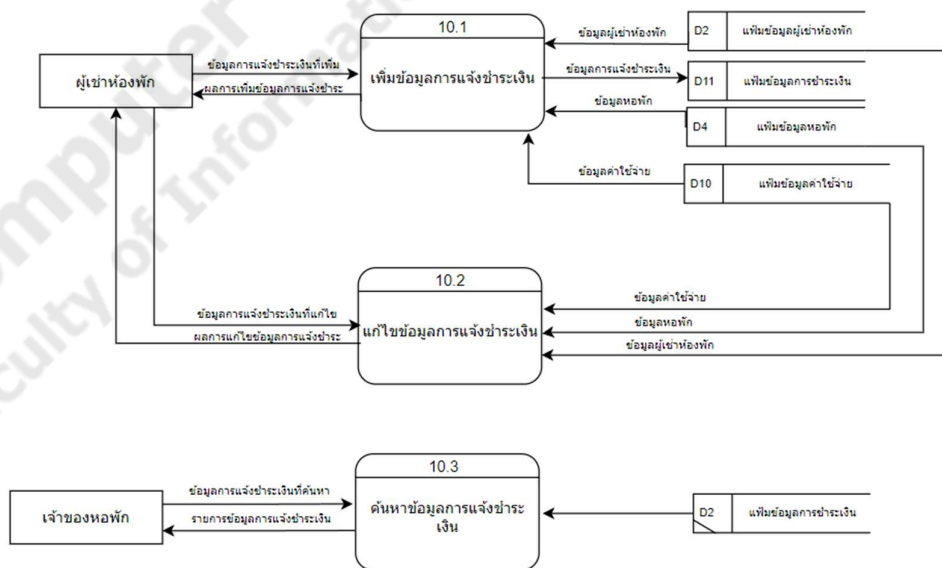 10.1
เพิ่มข้อมูลการแจ้งชำระเงิน
ผู้เช่าห้องพัก
ข้อมูลการแจ้งชำระเงินที่เพิ่ม
ผลการเพิ่มข้อมูลการแจ้งชำระ
ข้อมูลผู้เช่าห้องพัก
D2 แฟ้มข้อมูลผู้เช่าห้องพัก
ข้อมูลการแจ้งชำระเงิน
D11 แฟ้มข้อมูลการชำระเงิน
ข้อมูลหอพัก
D4 แฟ้มข้อมูลหอพัก
ข้อมูลค่าใช้จ่าย
D10 แฟ้มข้อมูลค่าใช้จ่าย
10.2
แก้ไขข้อมูลการแจ้งชำระเงิน
ข้อมูลการแจ้งชำระเงินที่แก้ไข
ผลการแก้ไขข้อมูลการแจ้งชำระ
ข้อมูลค่าใช้จ่าย
ข้อมูลหอพัก
ข้อมูลผู้เช่าห้องพัก
10.3
ค้นหาข้อมูลการแจ้งชำระ
เงิน
เจ้าของหอพัก
ข้อมูลการแจ้งชำระเงินที่ค้นหา
รายการข้อมูลการแจ้งชำระเงิน
D2 แฟ้มข้อมูลการชำระเงิน
of Informat